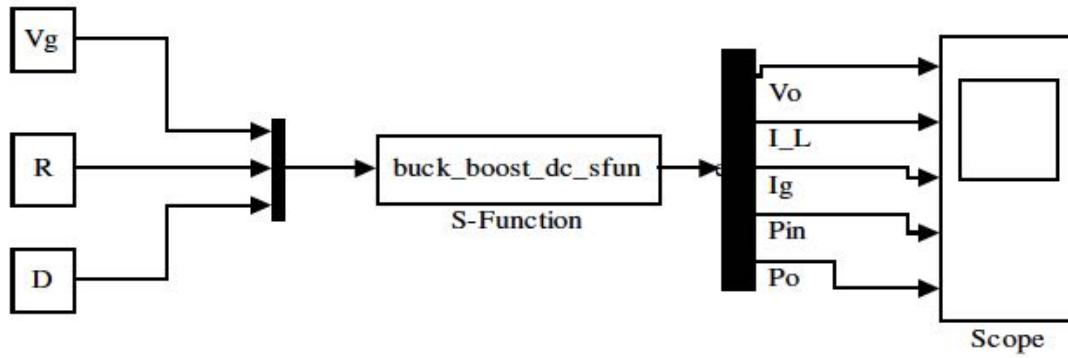 Vg
R
D
buck_boost_dc_sfun
S-Function
Vo
I_L
Ig
Pin
Po
Scope